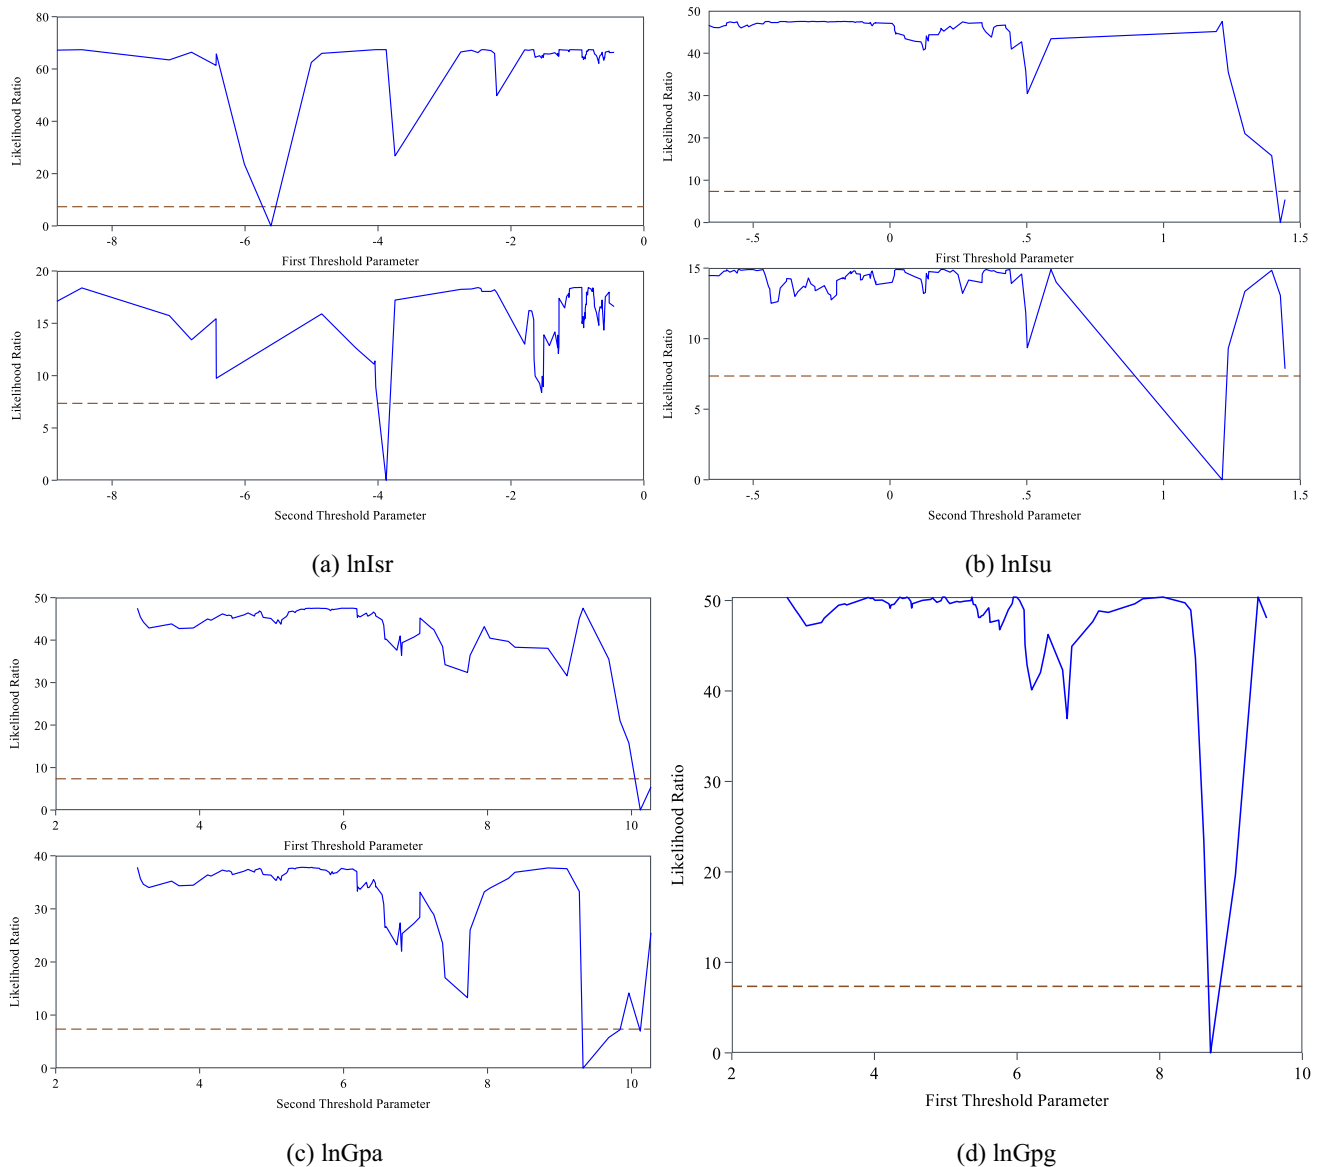 80
60
40
20
0
Likelihood Ratio
-8 -6 -4 -2 0
First Threshold Parameter
20
15
10
5
0
Likelihood Ratio
-8 -6 -4 -2 0
Second Threshold Parameter
(a) lnIsr
50
40
30
20
10
0
Likelihood Ratio
-.5 0 .5 1 1.5
First Threshold Parameter
15
10
5
0
Likelihood Ratio
-.5 0 .5 1 1.5
Second Threshold Parameter
(b) lnIsu
50
40
30
20
10
0
Likelihood Ratio
2 4 6 8 10
First Threshold Parameter
40
30
20
10
0
Likelihood Ratio
2 4 6 8 10
Second Threshold Parameter
(c) lnGpa
50
40
30
20
10
0
Likelihood Ratio
2 4 6 8 10
First Threshold Parameter
(d) lnGpg